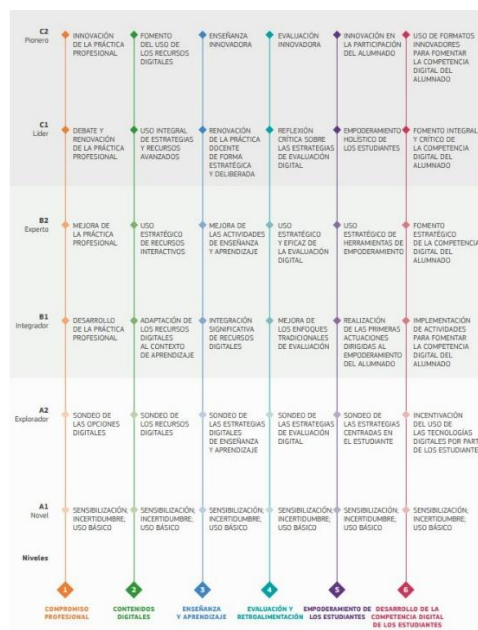 C2
Pionero
INNOVACIÓN
DE LA PRÁCTICA
PROFESIONAL
FOMENTO
DEL USO DE
LOS RECURSOS
DIGITALES
ENSEÑANZA
INNOVADORA
EVALUACIÓN
INNOVADORA
INNOVACIÓN EN
LA PARTICIPACIÓN
DEL ALUMNADO
USO DE FORMATOS
INNOVADORES
PARA FOMENTAR
LA COMPETENCIA
DIGITAL DEL
ALUMNADO
C1
Líder
DEBATE Y
RENOVACIÓN
DE LA PRÁCTICA
PROFESIONAL
USO INTEGRAL
DE ESTRATEGIAS
Y RECURSOS
AVANZADOS
RENOVACIÓN
DE LA PRÁCTICA
DOCENTE
DE FORMA
ESTRATÉGICA
Y DELIBERADA
REFLEXIÓN
CRÍTICA SOBRE
LAS ESTRATEGIAS
DE EVALUACIÓN
DIGITAL
EMPODERAMIENTO
HOLÍSTICO DE
LOS ESTUDIANTES
FOMENTO INTEGRAL
Y CRÍTICO DE
LA COMPETENCIA
DIGITAL DEL
ALUMNADO
B2
Experto
MEJORA DE
LA PRÁCTICA
PROFESIONAL
USO
ESTRATÉGICO
DE RECURSOS
INTERACTIVOS
MEJORA DE
LAS ACTIVIDADES
DE ENSEÑANZA
Y APRENDIZAJE
USO
ESTRATÉGICO
Y EFICAZ DE
LA EVALUACIÓN
DIGITAL
USO
ESTRATÉGICO DE
HERRAMIENTAS DE
EMPODERAMIENTO
FOMENTO
ESTRATÉGICO
DE LA COMPETENCIA
DIGITAL DEL
ALUMNADO
B1
Integrador
DESARROLLO
DE LA PRÁCTICA
PROFESIONAL
ADAPTACIÓN DE
LOS RECURSOS
DIGITALES
AL CONTEXTO
DE APRENDIZAJE
INTEGRACIÓN
SIGNIFICATIVA
DE RECURSOS
DIGITALES
MEJORA DE
LOS ENFOQUES
TRADICIONALES
DE EVALUACIÓN
REALIZACIÓN
DE LAS PRIMERAS
ACTUACIONES
DIRIGIDAS AL
EMPODERAMIENTO
DEL ALUMNADO
IMPLEMENTACIÓN
DE ACTIVIDADES
PARA FOMENTAR
LA COMPETENCIA
DIGITAL DEL
ALUMNADO
A2
Explorador
SONDEO DE
LAS OPCIONES
DIGITALES
SONDEO DE
LOS RECURSOS
DIGITALES
SONDEO DE
LAS ESTRATEGIAS
DIGITALES
DE ENSEÑANZA
Y APRENDIZAJE
SONDEO DE
LAS ESTRATEGIAS
DE EVALUACIÓN
DIGITAL
SONDEO DE
LAS ESTRATEGIAS
CENTRADAS EN
EL ESTUDIANTE
INCENTIVACIÓN
DEL USO DE
LAS TECNOLOGÍAS
DIGITALES POR PART
DE LOS ESTUDIANTE
A1
Novel
SENSIBILIZACIÓN;
INCERTIDUMBRE;
USO BÁSICO
SENSIBILIZACIÓN;
INCERTIDUMBRE;
USO BÁSICO
SENSIBILIZACIÓN;
INCERTIDUMBRE;
USO BÁSICO
SENSIBILIZACIÓN;
INCERTIDUMBRE;
USO BÁSICO
SENSIBILIZACIÓN;
INCERTIDUMBRE;
USO BÁSICO
SENSIBILIZACIÓN;
INCERTIDUMBRE;
USO BÁSICO
Niveles
1
COMPROMISO
PROFESIONAL
2
CONTENIDOS
DIGITALES
3
ENSEÑANZA
Y APRENDIZAJE
4
EVALUACIÓN Y
RETROALIMENTACIÓN
5
EMPODERAMIENTO DE
LOS ESTUDIANTES
6
DESARROLLO DE LA
COMPETENCIA DIGITAL
DE LOS ESTUDIANTES